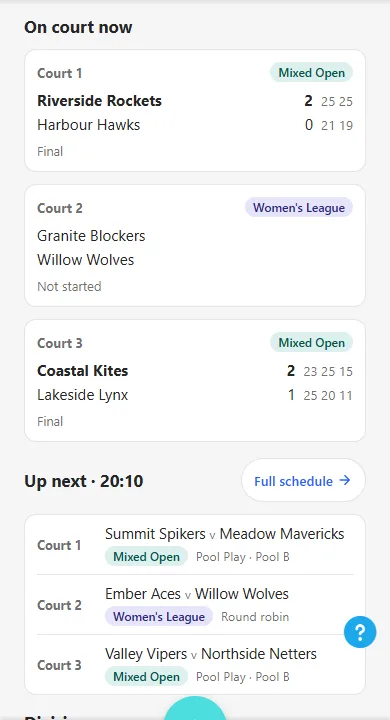 On court now
Court 1 Mixed Open
Riverside Rockets 2 25 25
Harbour Hawks 0 21 19
Final
Court 2 Women's League
Granite Blockers
Willow Wolves
Not started
Court 3 Mixed Open
Coastal Kites 2 23 25 15
Lakeside Lynx 1 25 20 11
Final
Up next · 20:10 Full schedule →
Court 1 Summit Spikers v Meadow Mavericks
Mixed Open Pool Play · Pool B
Court 2 Ember Aces v Willow Wolves
Women's League Round robin
?
Court 3 Valley Vipers v Northside Netters
Mixed Open Pool Play · Pool B